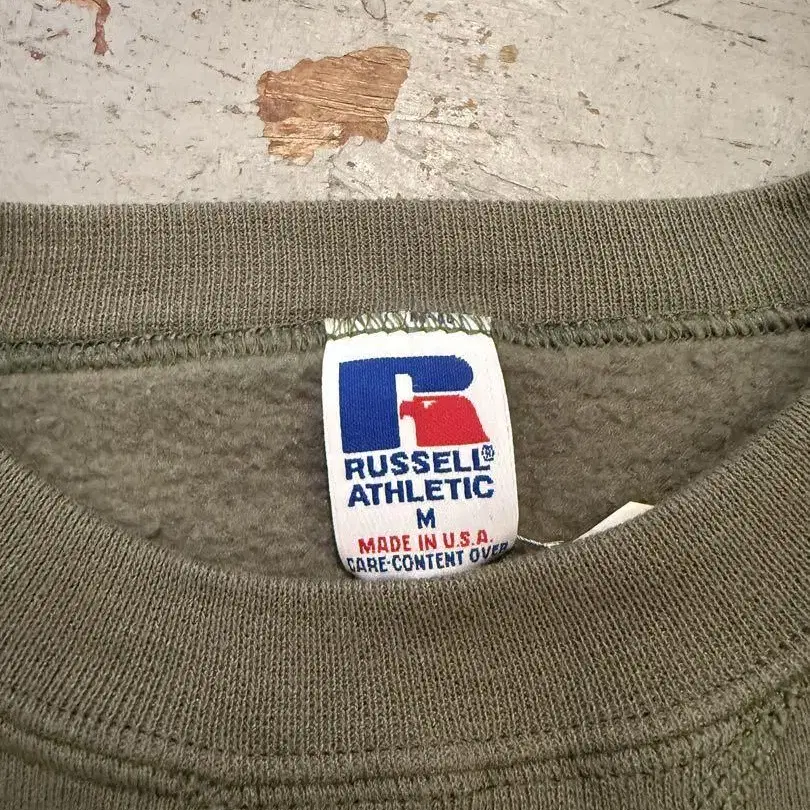 RUSSELL®
ATHLETIC
M
MADE IN U.S.A.
CARE-CONTENT OVER